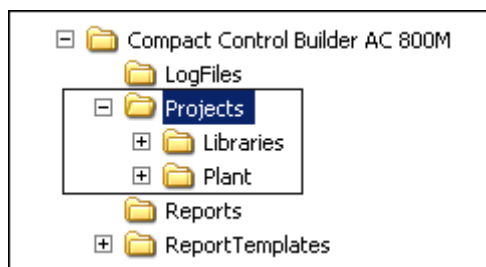 Compact Control Builder AC 800M
LogFiles
Projects
Libraries
Plant
Reports
ReportTemplates